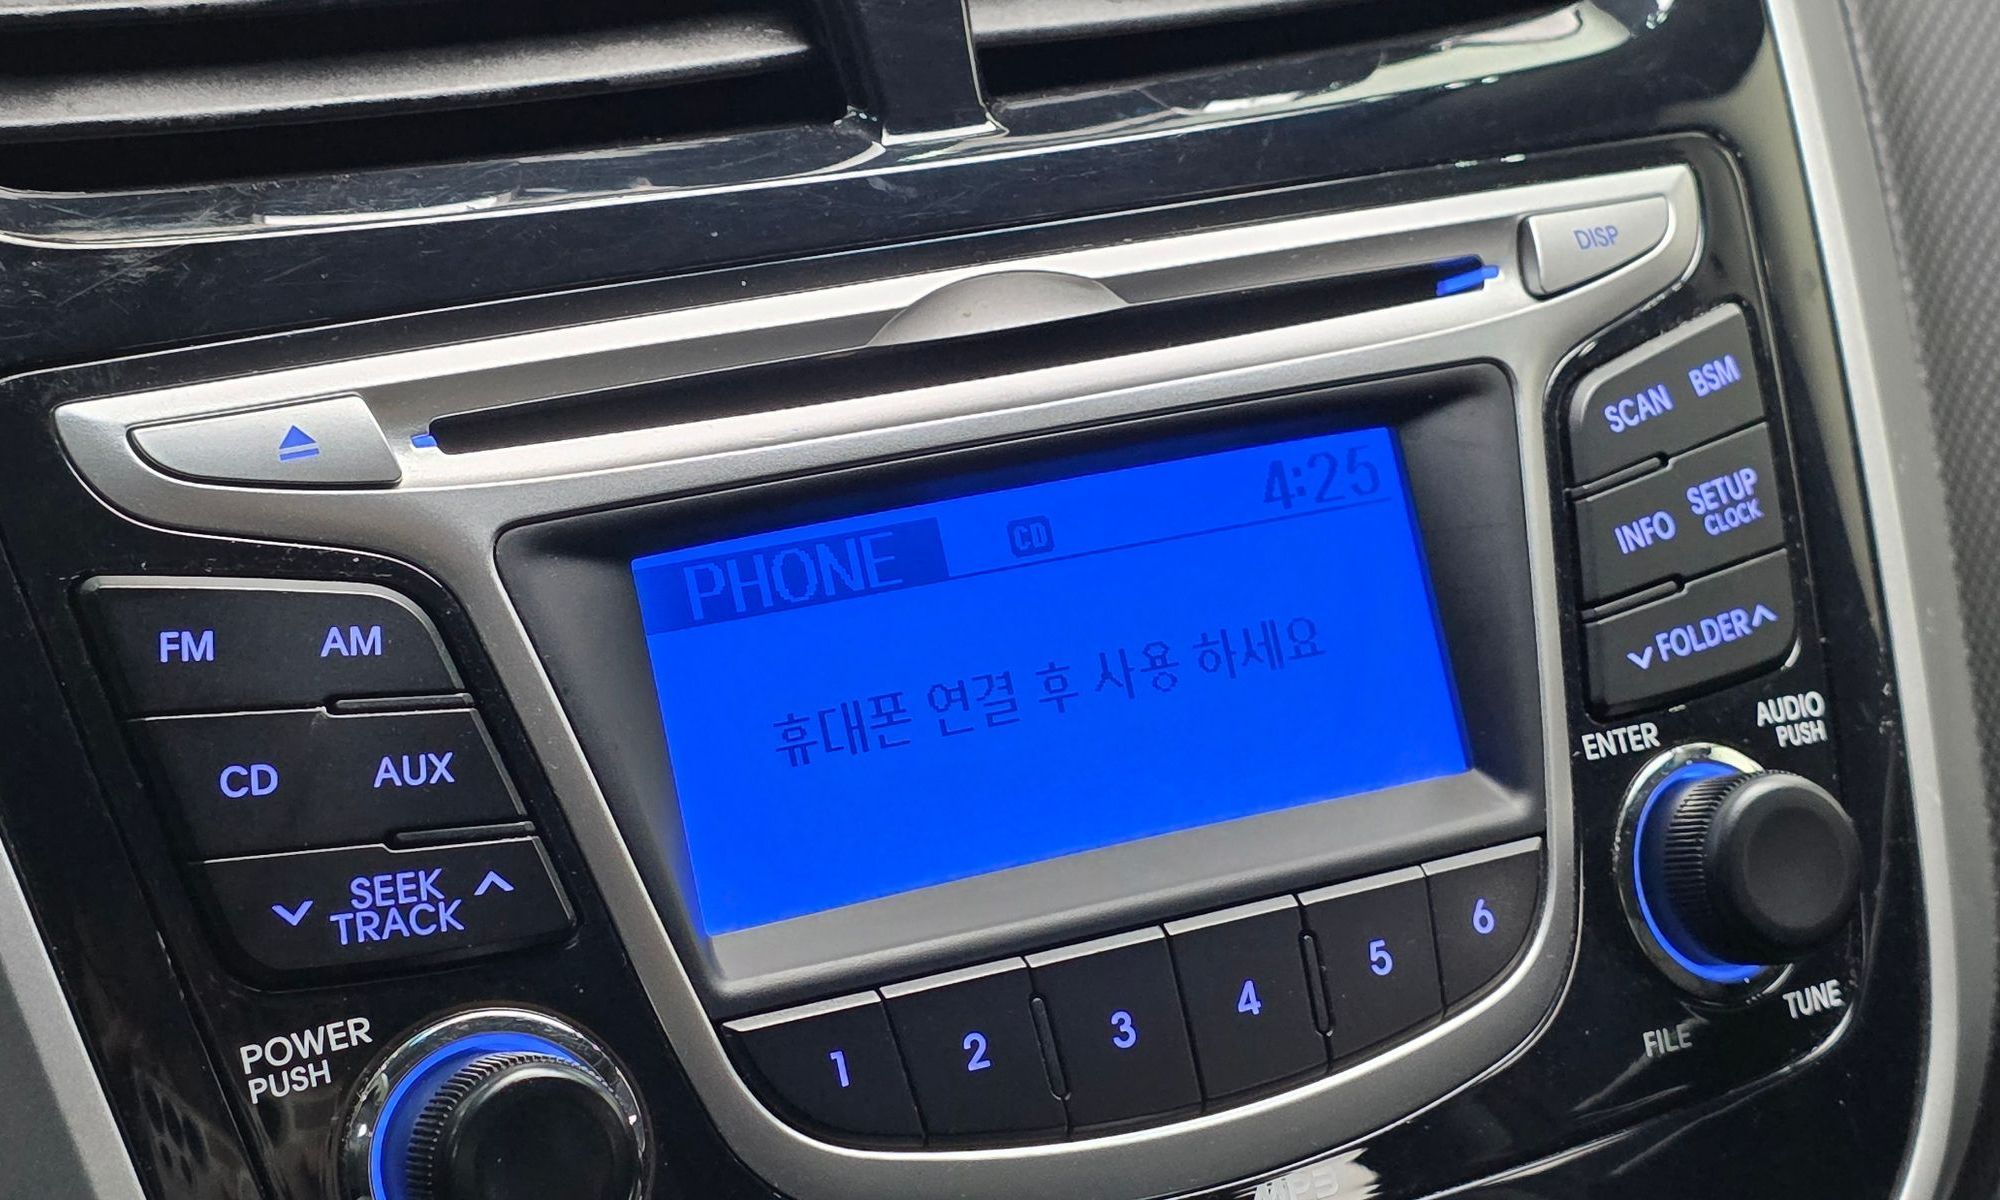 DISP
SCAN BSM
INFO SETUP
CLOCK
FOLDER
PHONE CD 4:25
휴대폰 연결 후 사용 하세요
FM AM
CD AUX
SEEK
TRACK
1 2 3 4 5 6
POWER
PUSH
ENTER
AUDIO
PUSH
FILE
TUNE
MP3